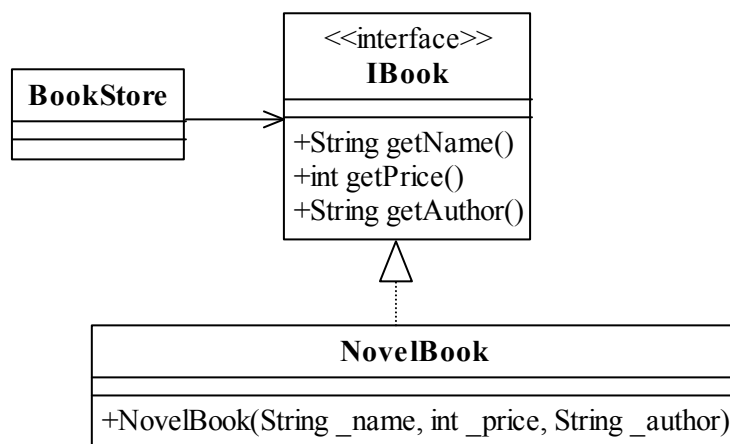 BookStore
<<interface>>
IBook
+String getName()
+int getPrice()
+String getAuthor()
NovelBook
+NovelBook(String _name, int _price, String _author)